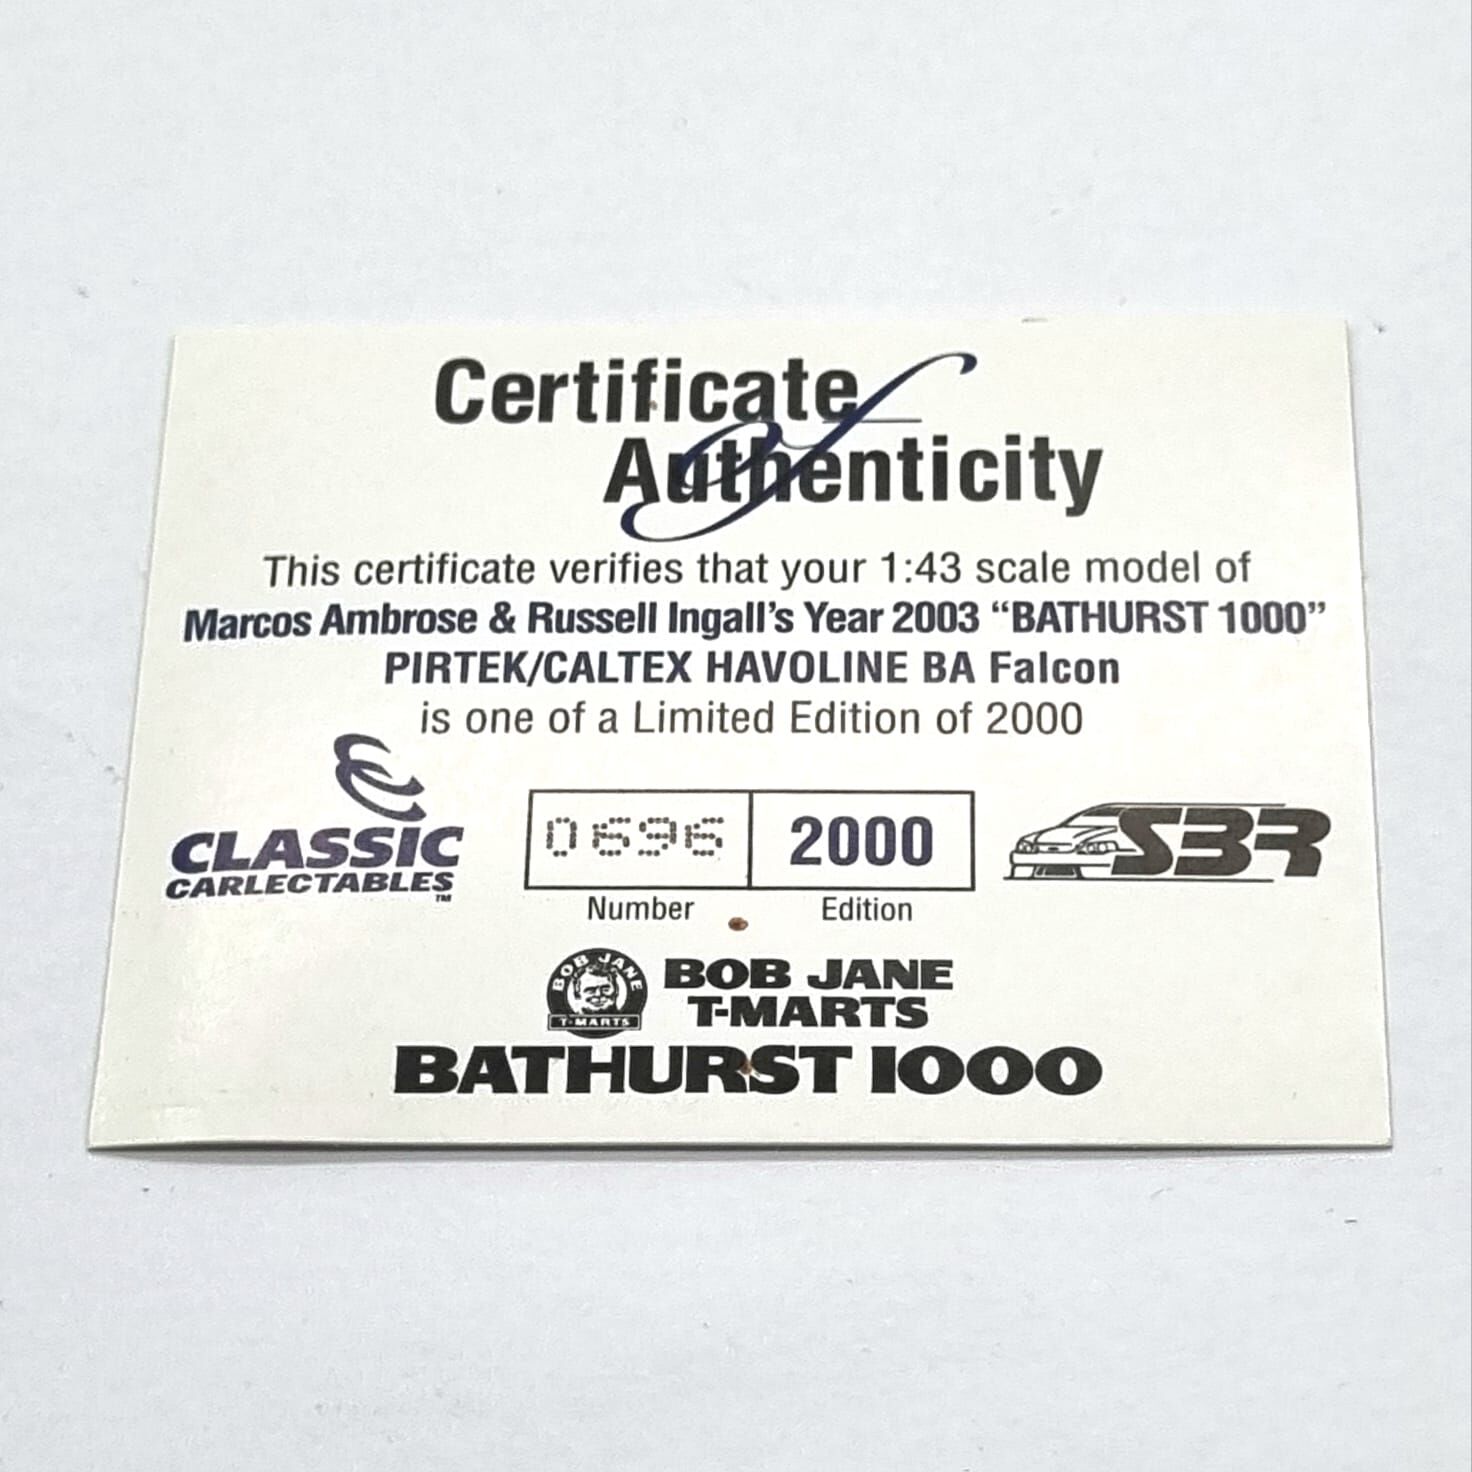 Certificate
of
Authenticity
This certificate verifies that your 1:43 scale model of
Marcos Ambrose & Russell Ingall's Year 2003 “BATHURST 1000”
PIRTEK/CALTEX HAVOLINE BA Falcon
is one of a Limited Edition of 2000
CLASSIC
CARLECTABLES™
0696
2000
Number
Edition
SBR
BOB JANE
T-MARTS
BOB JANE
T-MARTS
BATHURST 1000